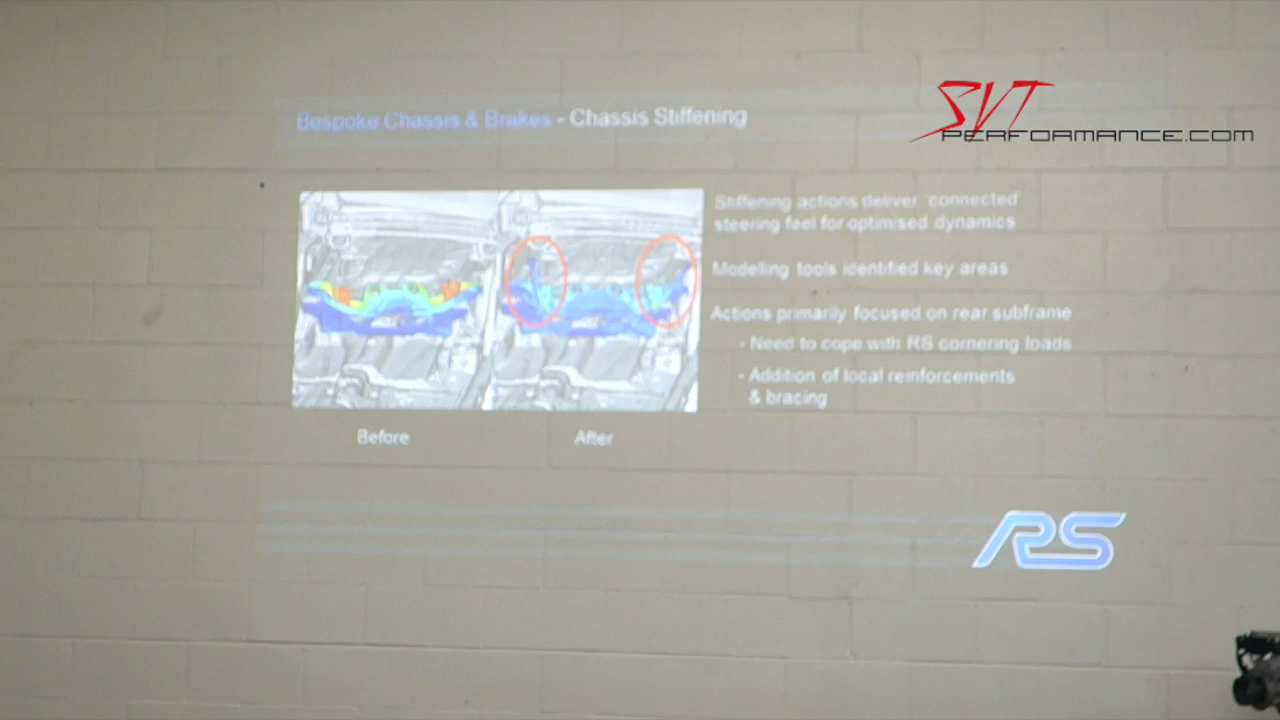 SVT
PERFORMANCE.COM
Bespoke Chassis & Brakes - Chassis Stiffening
Stiffening actions deliver 'connected'
steering feel for optimised dynamics
Modelling tools identified key areas
Actions primarily focused on rear subframe
- Need to cope with RS cornering loads
- Addition of local reinforcements
& bracing
Before
After
RS